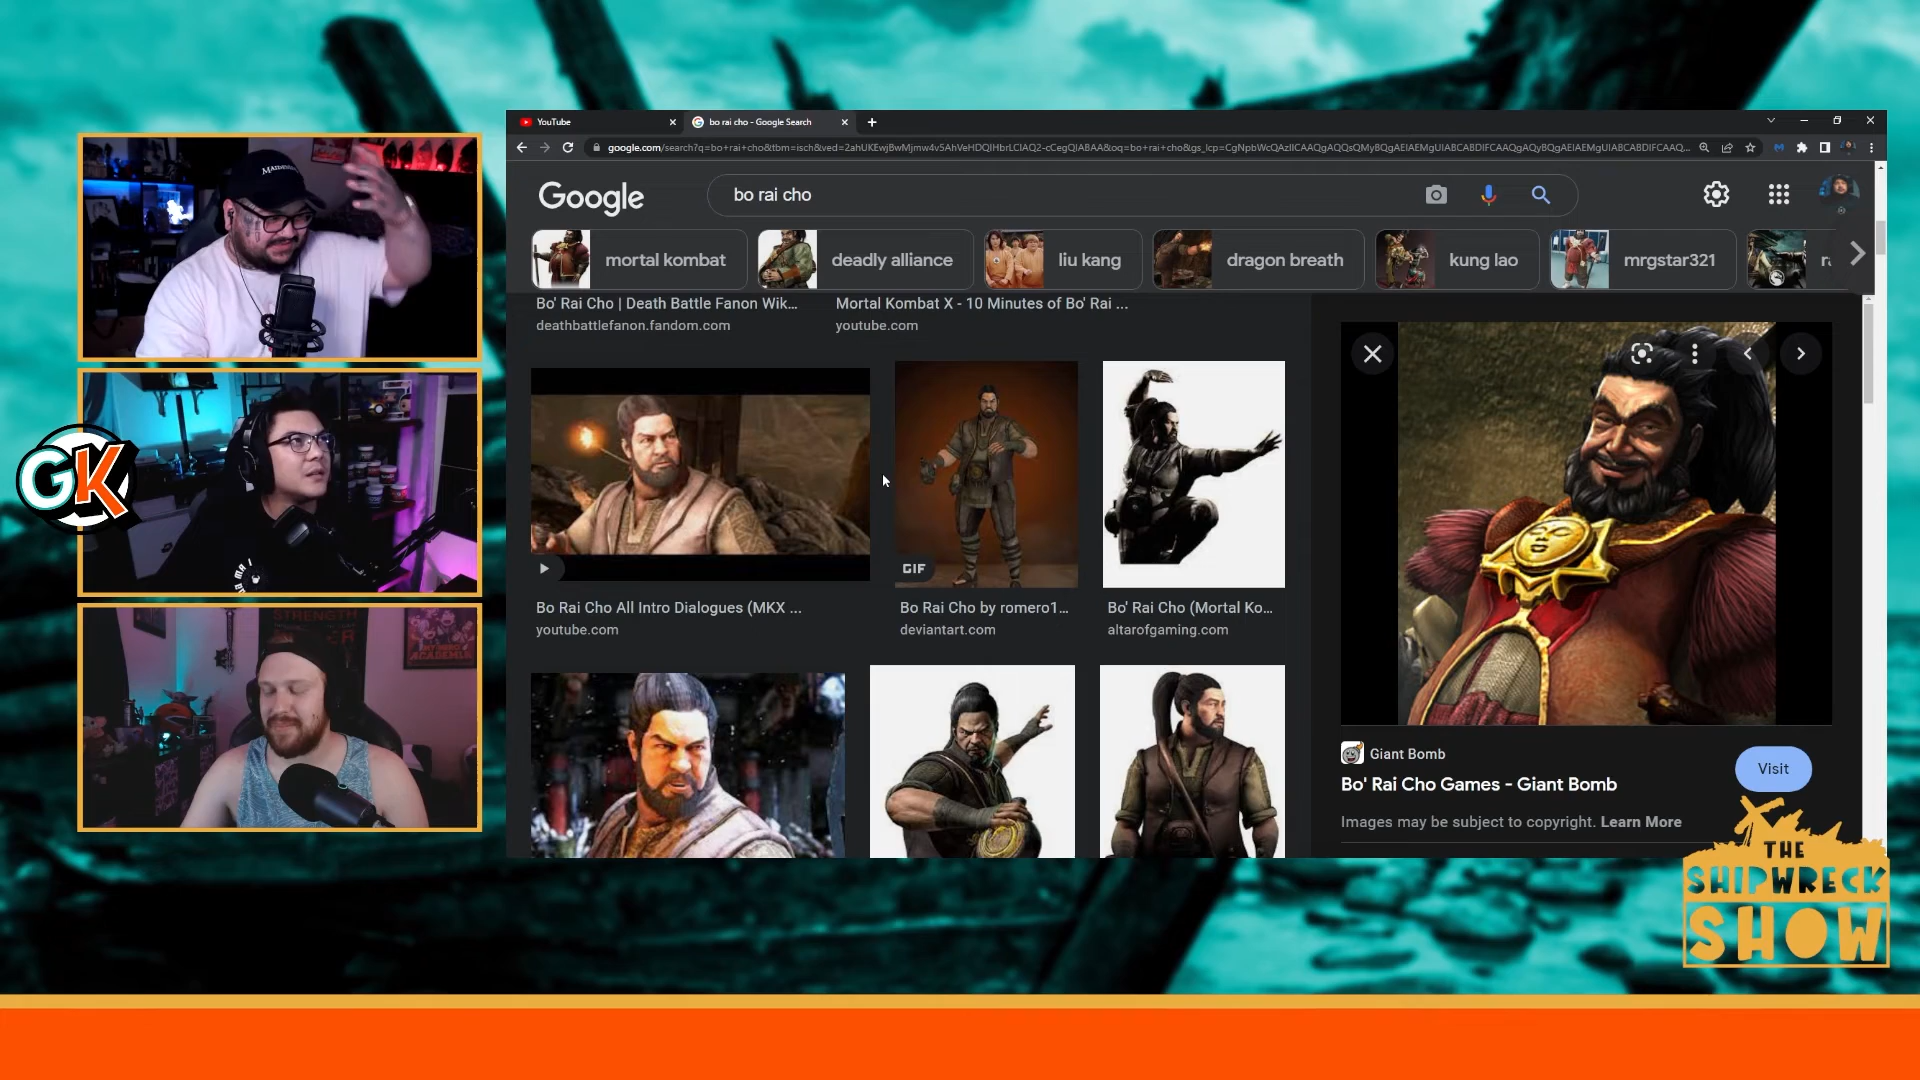 YouTube
bo rai cho - Google Search
Google
bo rai cho
mortal kombat
deadly alliance
liu kang
dragon breath
kung lao
mrgstar321
Bo' Rai Cho | Death Battle Fanon Wik...
deathbattlefanon.fandom.com
Mortal Kombat X - 10 Minutes of Bo' Rai ...
youtube.com
GIF
Bo Rai Cho All Intro Dialogues (MKX ...
youtube.com
Bo Rai Cho by romero1...
deviantart.com
Bo' Rai Cho (Mortal Ko...
altarofgaming.com
Giant Bomb
Bo' Rai Cho Games - Giant Bomb
Visit
Images may be subject to copyright. Learn More
GK
STRENGTH
MY HERO
ACADEMIA
THE
SHIPWRECK
SHOW